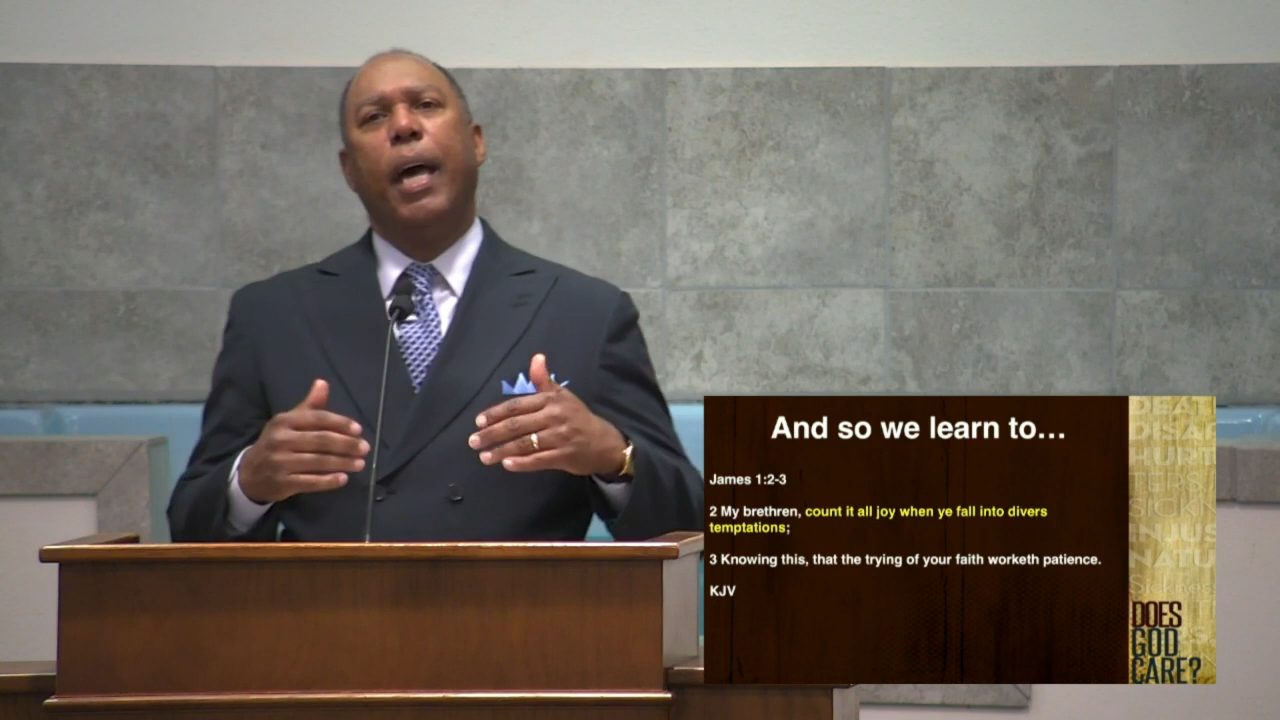 And so we learn to...
James 1:2-3
2 My brethren, count it all joy when ye fall into divers
temptations;
3 Knowing this, that the trying of your faith worketh patience.
KJV
HURT
DOES
GOD
CARE?